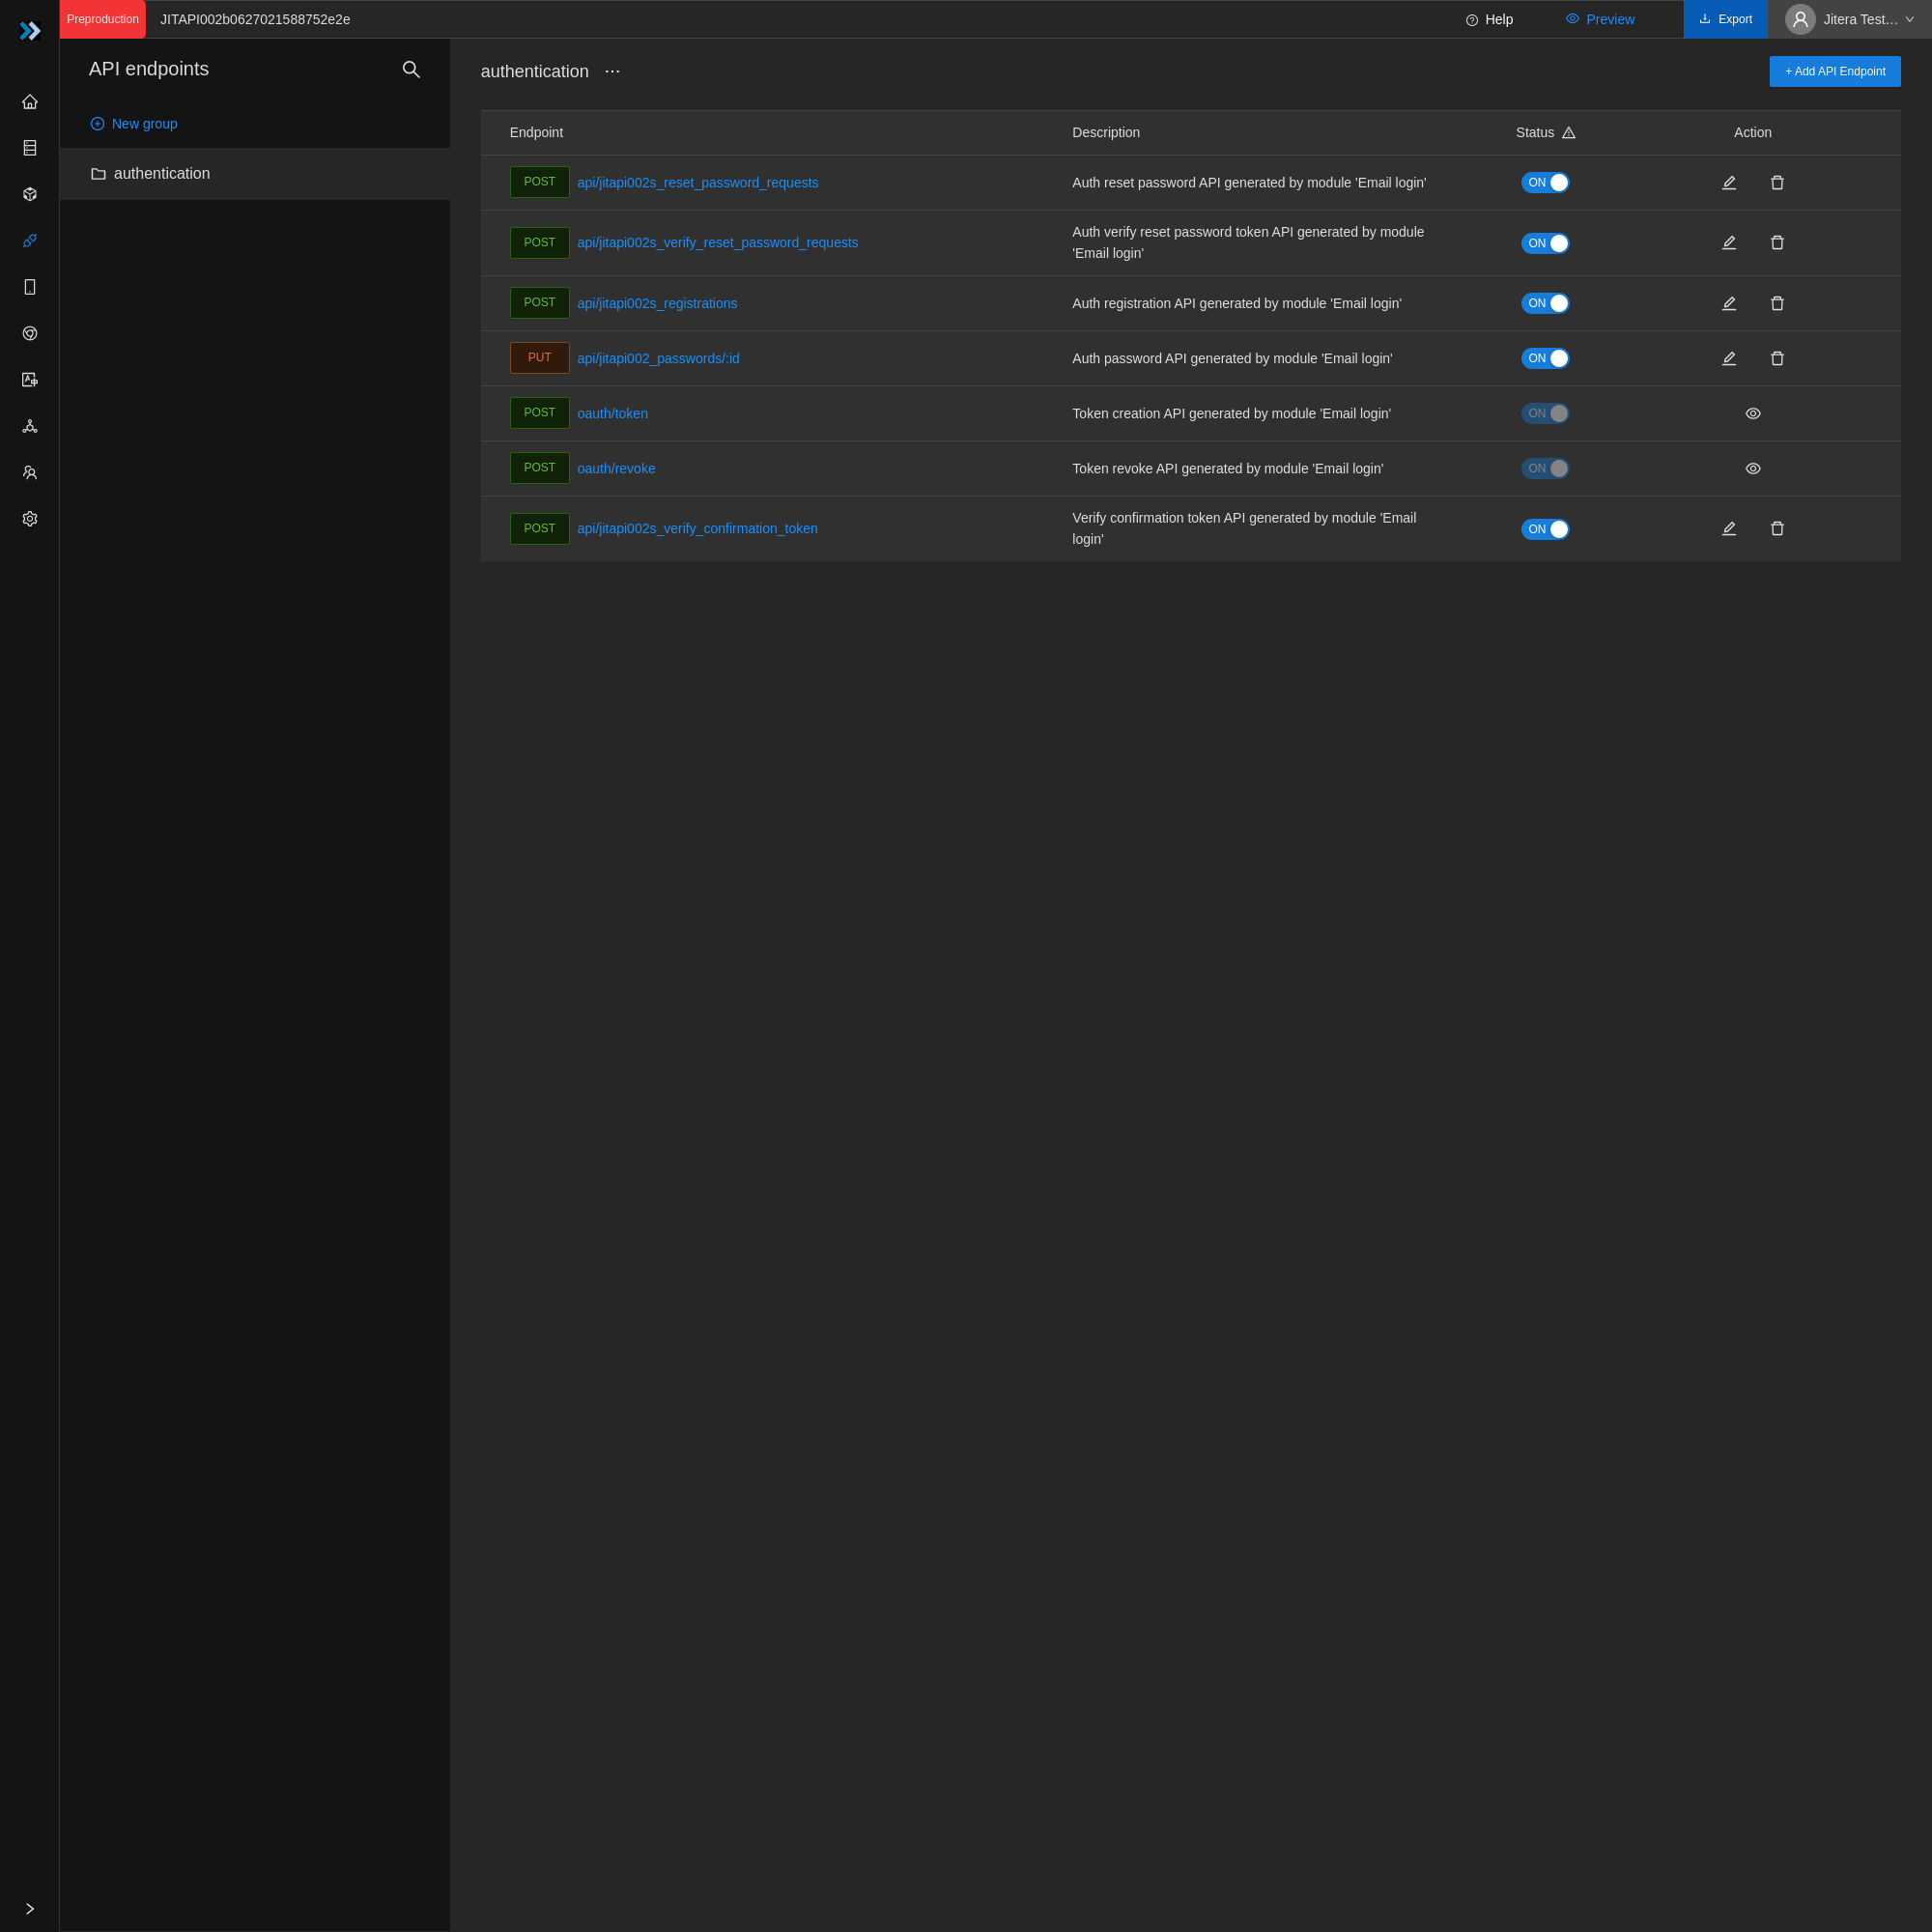 Preproduction JITAPI002b0627021588752e2e Help Preview Export Jitera Test…
API endpoints
New group
authentication
authentication ···
+ Add API Endpoint
Endpoint Description Status Action
POST api/jitapi002s_reset_password_requests Auth reset password API generated by module 'Email login' ON
POST api/jitapi002s_verify_reset_password_requests Auth verify reset password token API generated by module
'Email login' ON
POST api/jitapi002s_registrations Auth registration API generated by module 'Email login' ON
PUT api/jitapi002_passwords/:id Auth password API generated by module 'Email login' ON
POST oauth/token Token creation API generated by module 'Email login' ON
POST oauth/revoke Token revoke API generated by module 'Email login' ON
POST api/jitapi002s_verify_confirmation_token Verify confirmation token API generated by module 'Email
login' ON